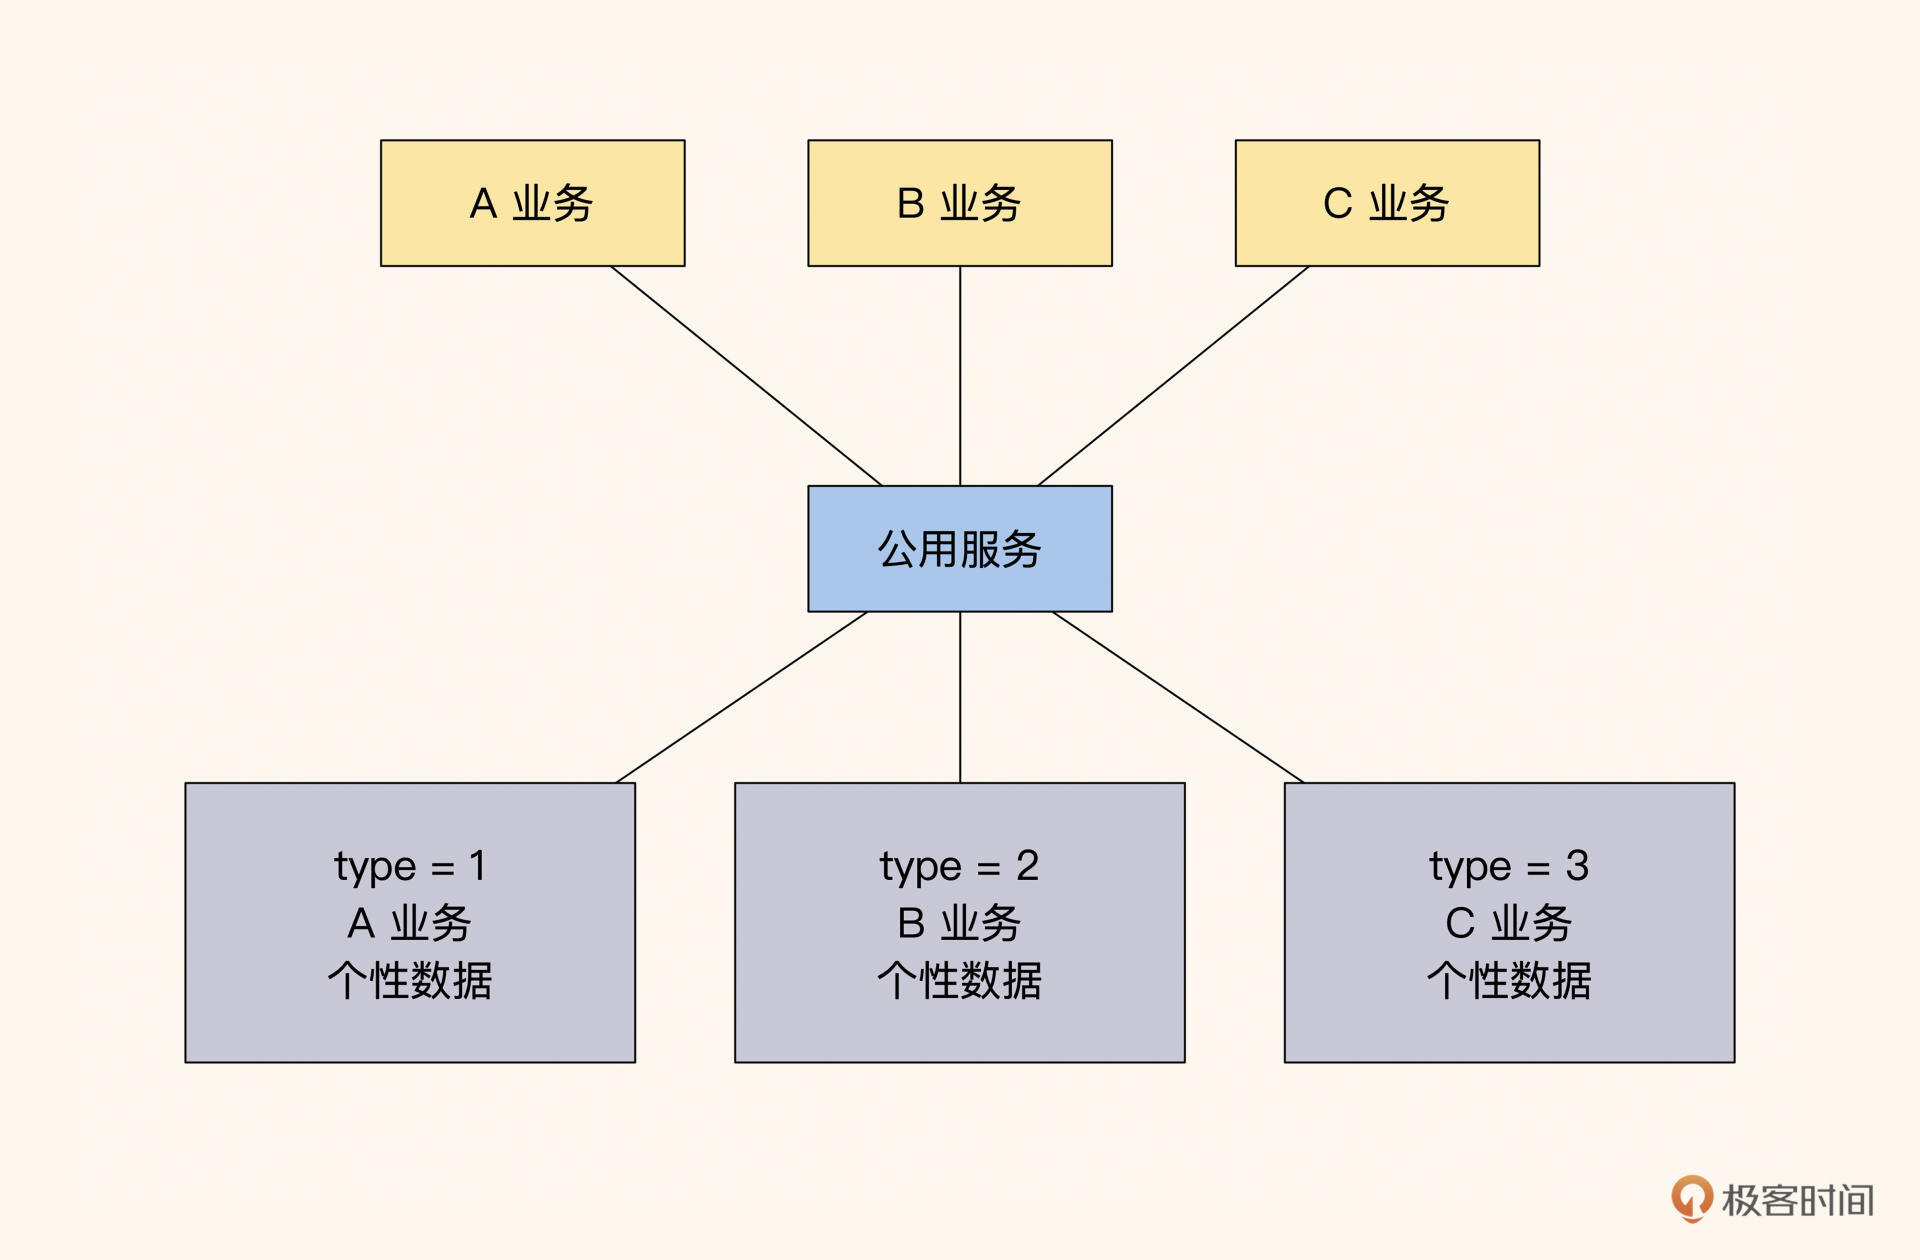 A 业务
B 业务
C 业务
公用服务
type = 1
A 业务
个性数据
type = 2
B 业务
个性数据
type = 3
C 业务
个性数据
极客时间